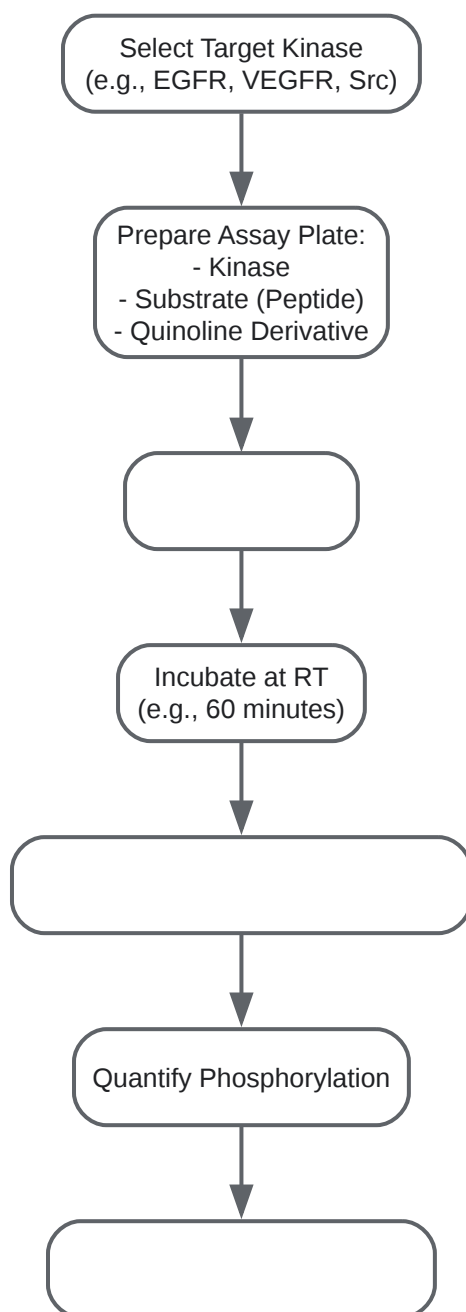 Select Target Kinase
(e.g., EGFR, VEGFR, Src)
Prepare Assay Plate:
- Kinase
- Substrate (Peptide)
- Quinoline Derivative
Incubate at RT
(e.g., 60 minutes)
Quantify Phosphorylation